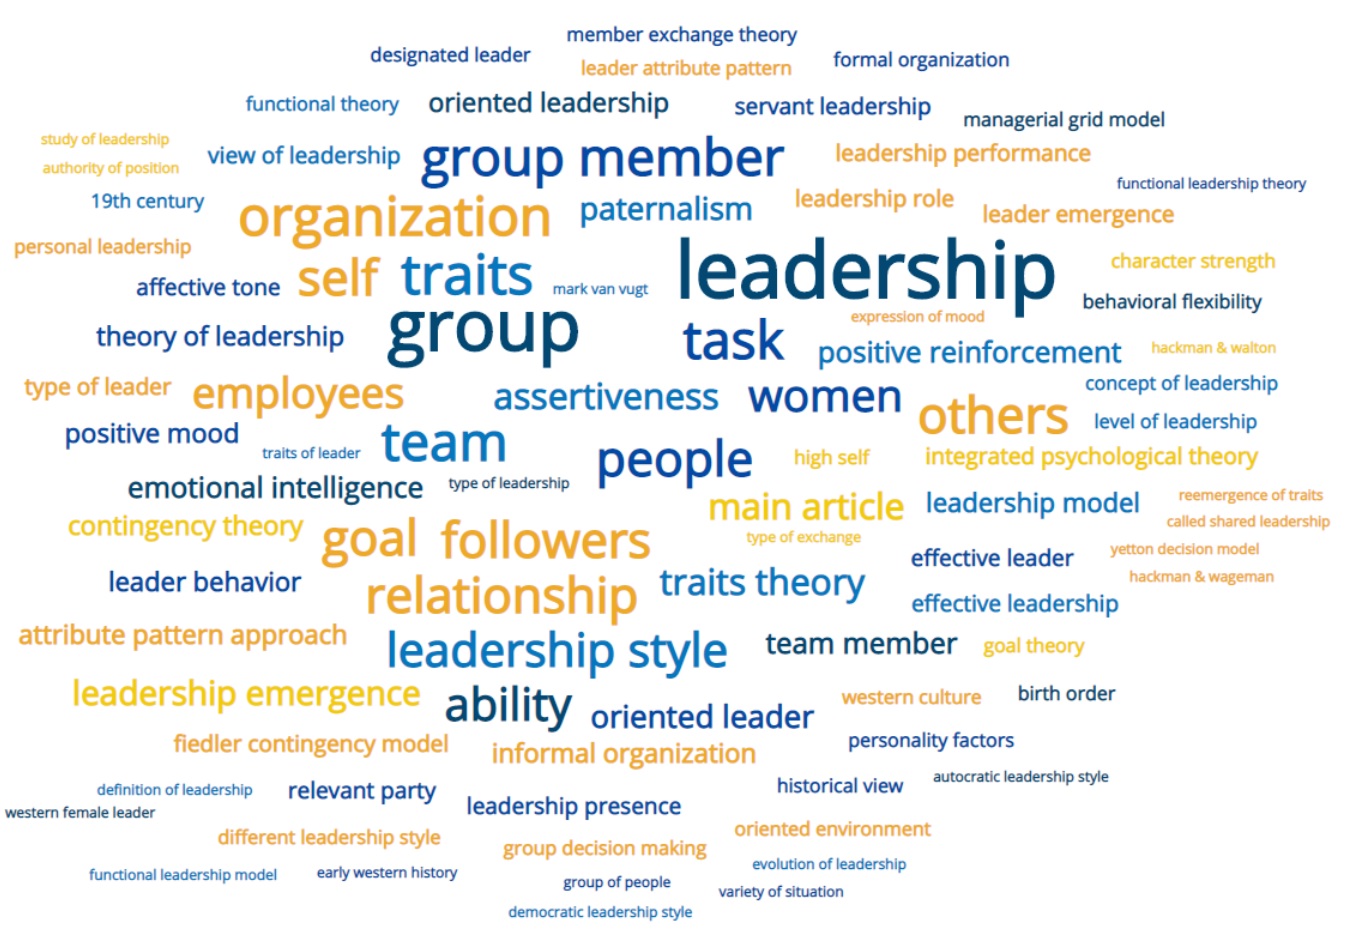 member exchange theory
designated leader
formal organization
leader attribute pattern
functional theory
oriented leadership
servant leadership
managerial grid model
study of leadership
view of leadership
group member
leadership performance
authority of position
functional leadership theory
19th century
organization
paternalism
leadership role
leader emergence
personal leadership
leadership
character strength
affective tone
self
traits
mark van vugt
behavioral flexibility
expression of mood
theory of leadership
group
task
positive reinforcement
hackman & walton
type of leader
employees
assertiveness
women
concept of leadership
others
level of leadership
positive mood
traits of leader
team
people
high self
integrated psychological theory
emotional intelligence
type of leadership
main article
leadership model
reemergence of traits
called shared leadership
contingency theory
goal
followers
type of exchange
effective leader
yetton decision model
hackman & wageman
leader behavior
relationship
traits theory
effective leadership
attribute pattern approach
leadership style
team member
goal theory
leadership emergence
ability
oriented leader
western culture
birth order
fiedler contingency model
informal organization
personality factors
autocratic leadership style
definition of leadership
relevant party
historical view
western female leader
leadership presence
different leadership style
oriented environment
group decision making
evolution of leadership
functional leadership model
early western history
group of people
variety of situation
democratic leadership style